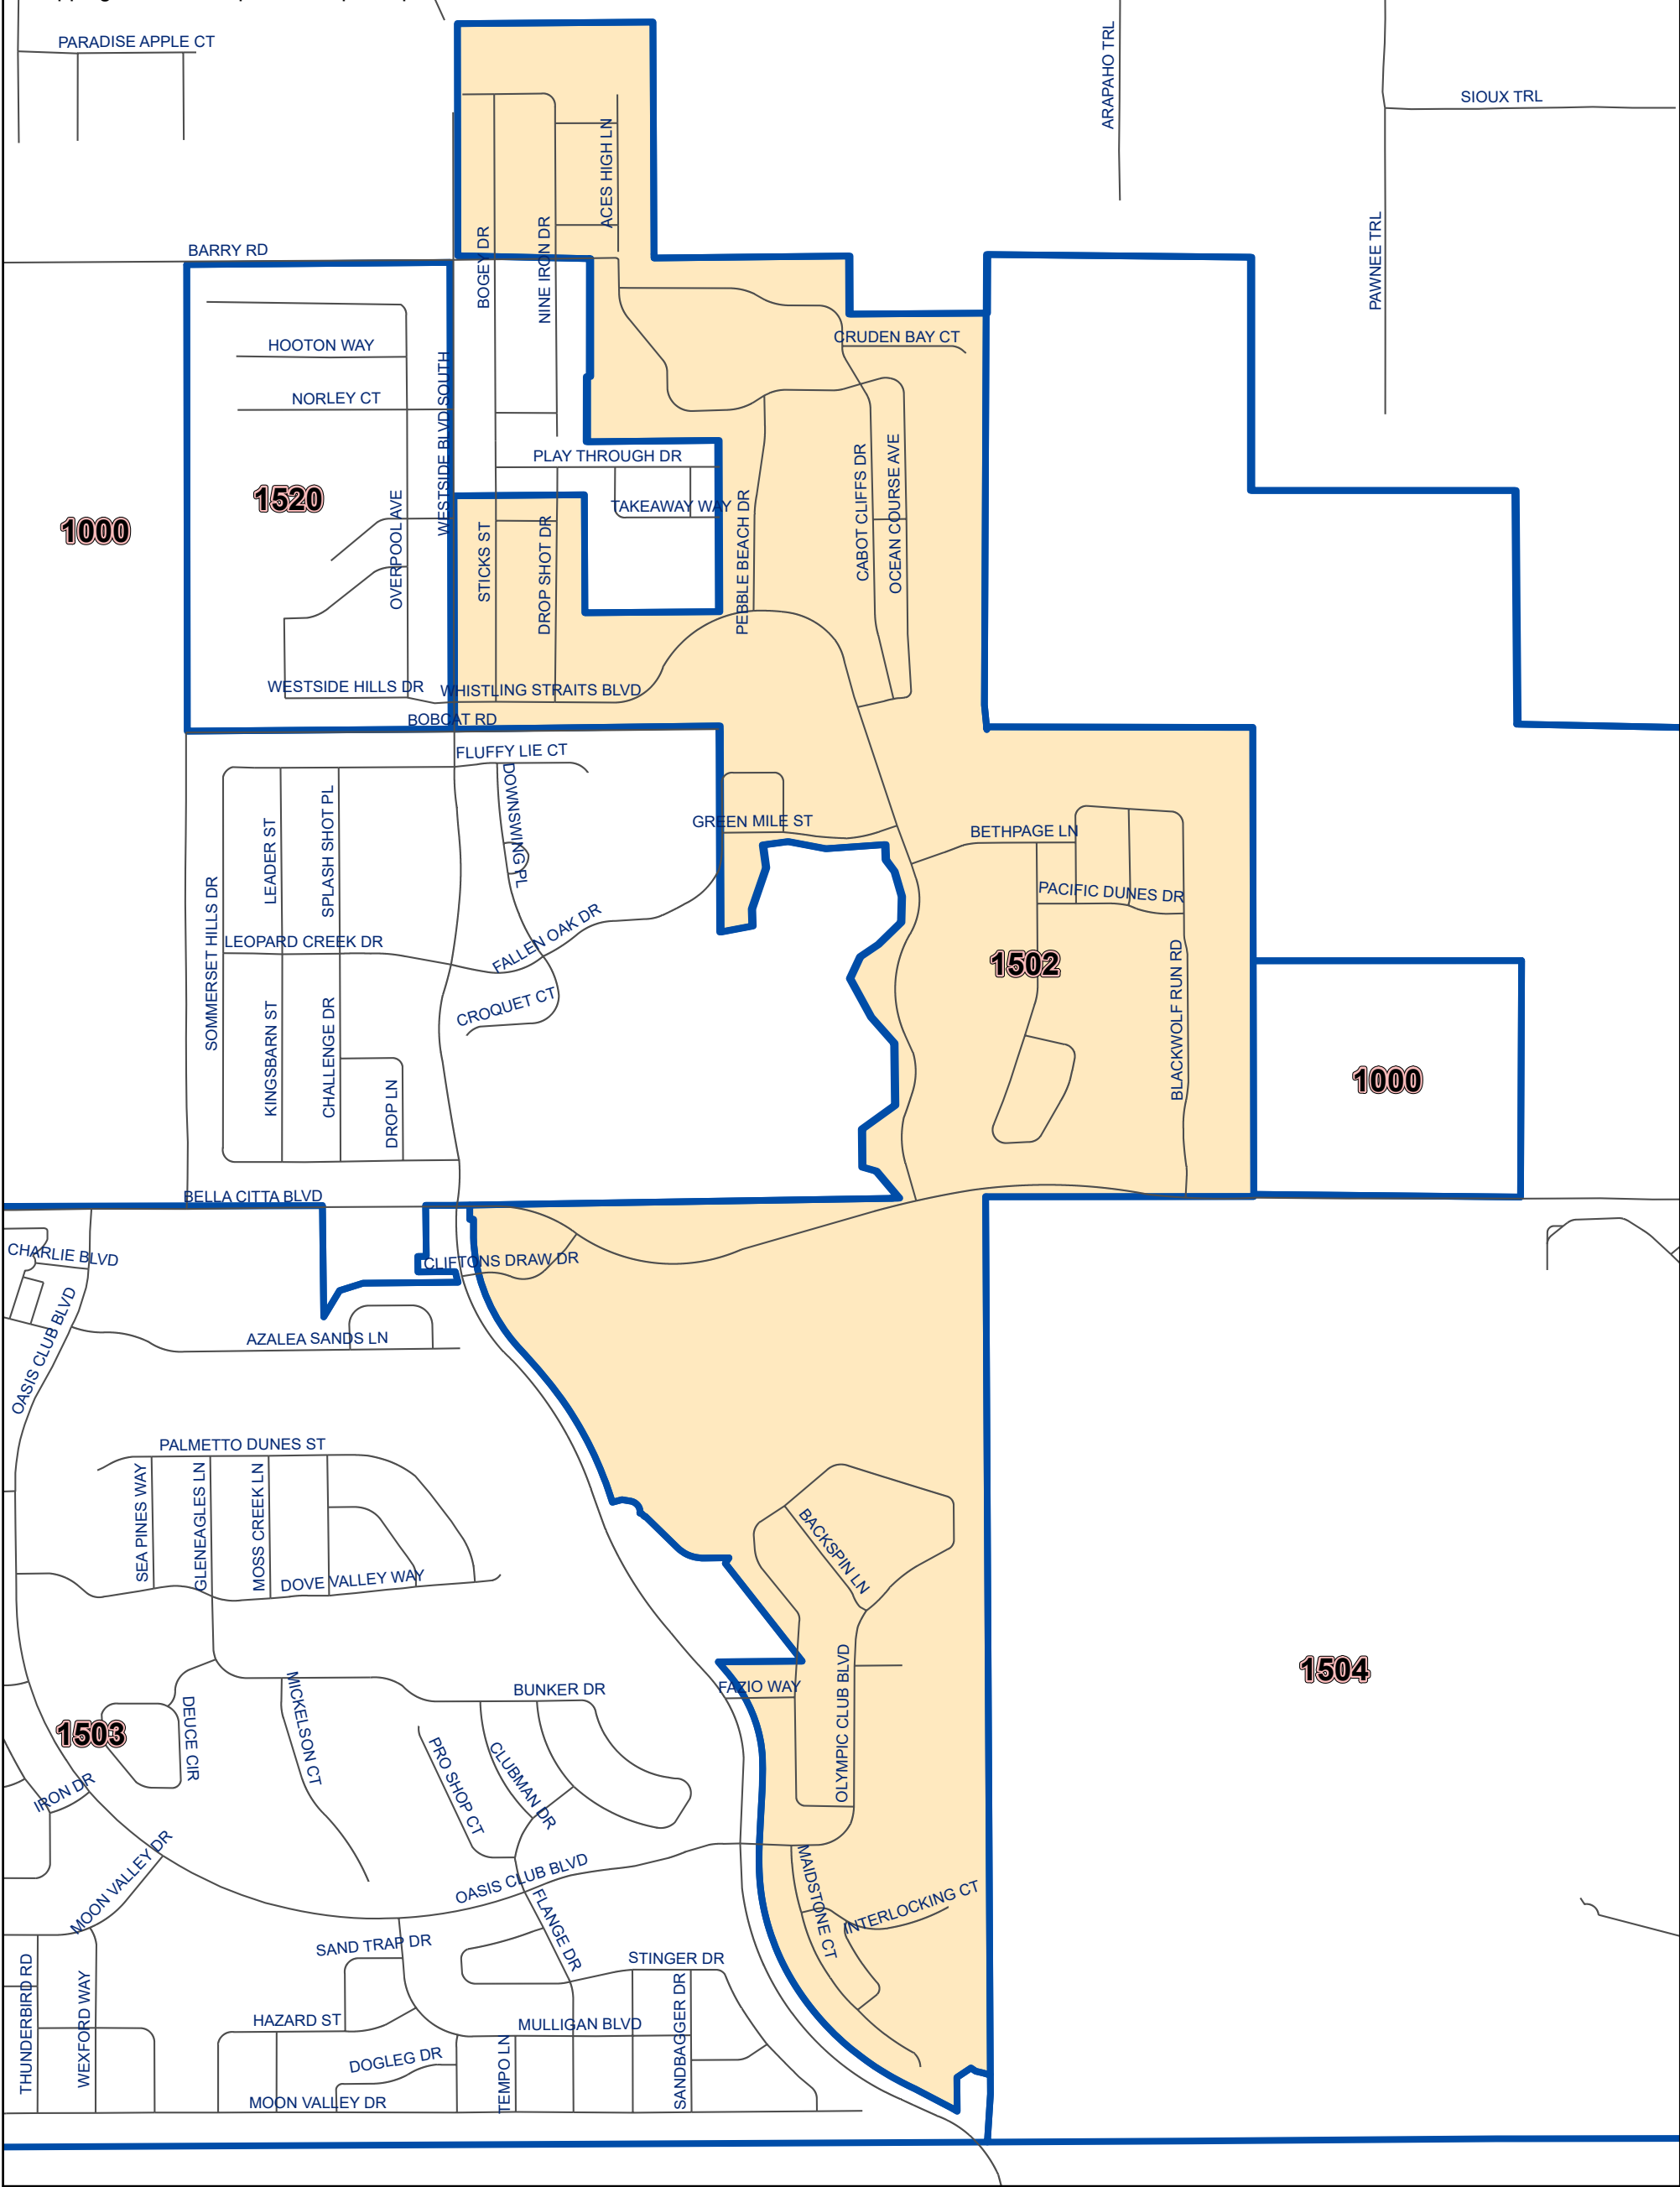 PARADISE APPLE CT
ARAPAHO TRL
SIOUX TRL
ACES HIGH LN
BARRY RD
BOGEY DR
NINE IRON DR
PAWNEE TRL
HOOTON WAY
CRUDEN BAY CT
NORLEY CT
WESTSIDE BLVD SOUTH
PLAY THROUGH DR
1520
TAKEAWAY WAY
1000
OVERPOOL AVE
STICKS ST
DROP SHOT DR
PEBBLE BEACH DR
CABOT CLIFFS DR
OCEAN COURSE AVE
WESTSIDE HILLS DR
WHISTLING STRAITS BLVD
BOBCAT RD
FLUFFY LIE CT
DOWNSWING PL
GREEN MILE ST
BETHPAGE LN
LEADER ST
SPLASH SHOT PL
PACIFIC DUNES DR
SOMMERSET HILLS DR
LEOPARD CREEK DR
FALLEN OAK DR
1502
BLACKWOLF RUN RD
CROQUET CT
KINGSBARN ST
CHALLENGE DR
DROP LN
1000
BELLA CITTA BLVD
CHARLIE BLVD
CLIFTONS DRAW DR
OASIS CLUB BLVD
AZALEA SANDS LN
PALMETTO DUNES ST
SEA PINES WAY
GLENEAGLES LN
MOSS CREEK LN
BACKSPIN LN
DOVE VALLEY WAY
1504
OLYMPIC CLUB BLVD
FAZIO WAY
BUNKER DR
MICKELSON CT
DEUCE CIR
1503
PRO SHOP CT
CLUBMAN DR
IRON DR
MOON VALLEY DR
OASIS CLUB BLVD
MAIDSTONE CT
INTERLOCKING CT
FLANGE DR
SAND TRAP DR
STINGER DR
THUNDERBIRD RD
WEXFORD WAY
HAZARD ST
MULLIGAN BLVD
SANDBAGGER DR
DOGLEG DR
TEMPO LN
MOON VALLEY DR